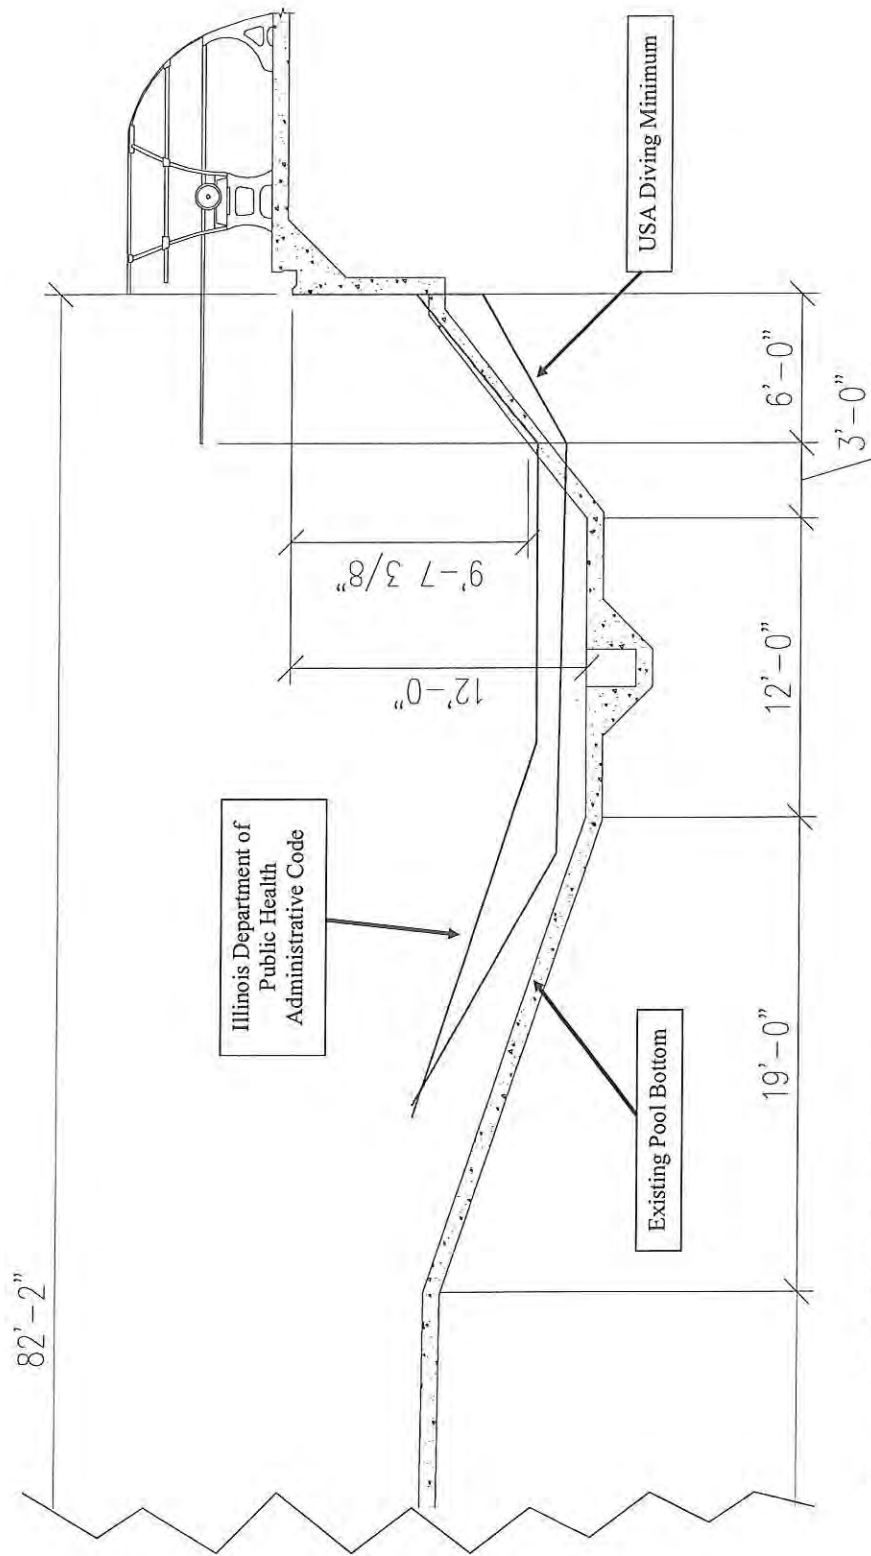 82'-2"
Illinois Department of
Public Health
Administrative Code
12'-0"
9'-7 3/8"
USA Diving Minimum
Existing Pool Bottom
19'-0"
12'-0"
6'-0"
3'-0"